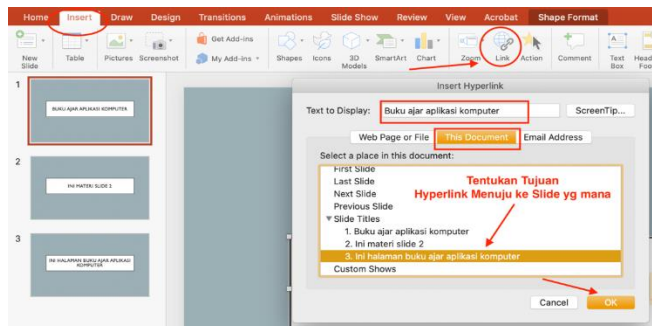 Home Insert Draw Design Transitions Animations Slide Show Review View Acrobat Shape Format
Get Add-ins
My Add-ins
New Slide
Table
Pictures
Screenshot
Shapes
Icons
3D Models
SmartArt
Chart
Zoom
Link
Action
Comment
Text Box
Insert Hyperlink
Text to Display: Buku ajar aplikasi komputer ScreenTip...
Web Page or File This Document Email Address
Select a place in this document:
First Slide
Last Slide
Next Slide
Previous Slide
Slide Titles
1. Buku ajar aplikasi komputer
2. Ini materi slide 2
3. Ini halaman buku ajar aplikasi komputer
Custom Shows
Tentukan Tujuan
Hyperlink Menuju ke Slide yg mana
Cancel OK
1
BUKU AJAR APLIKASI KOMPUTER
2
INI MATERI SLIDE 2
3
INI HALAMAN BUKU AJAR APLIKASI
KOMPUTER